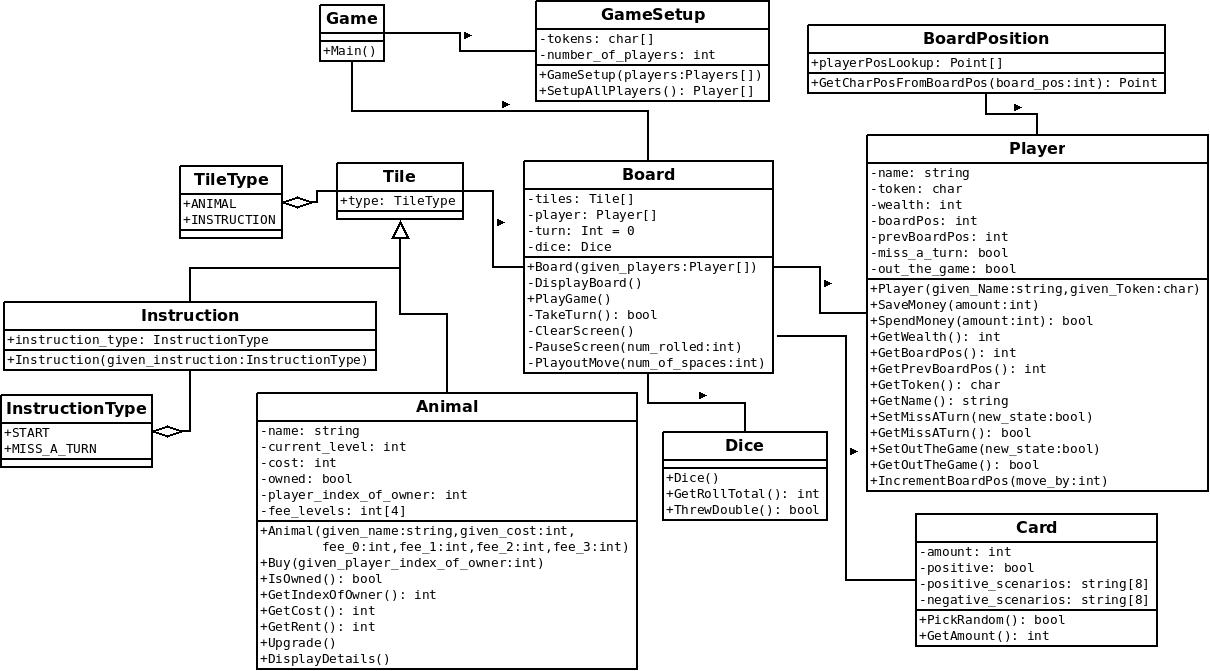 Game
+Main()
GameSetup
-tokens: char[]
-number_of_players: int
+GameSetup(players:Players[])
+SetupAllPlayers(): Player[]
BoardPosition
+playerPosLookup: Point[]
+GetCharPosFromBoardPos(board_pos:int): Point
TileType
+ANIMAL
+INSTRUCTION
Tile
+type: TileType
Board
-tiles: Tile[]
-player: Player[]
-turn: Int = 0
-dice: Dice
+Board(given_players:Player[])
-DisplayBoard()
+PlayGame()
-TakeTurn(): bool
-ClearScreen()
-PauseScreen(num_rolled:int)
-PlayoutMove(num_of_spaces:int)
Player
-name: string
-token: char
-wealth: int
-boardPos: int
-prevBoardPos: int
-miss_a_turn: bool
-out_the_game: bool
+Player(given_Name:string,given_Token:char)
+SaveMoney(amount:int)
+SpendMoney(amount:int): bool
+GetWealth(): int
+GetBoardPos(): int
+GetPrevBoardPos(): int
+GetToken(): char
+GetName(): string
+SetMissATurn(new_state:bool)
+GetMissATurn(): bool
+SetOutTheGame(new_state:bool)
+GetOutTheGame(): bool
+IncrementBoardPos(move_by:int)
Instruction
+instruction_type: InstructionType
+Instruction(given_instruction:InstructionType)
InstructionType
+START
+MISS_A_TURN
Animal
-name: string
-current_level: int
-cost: int
-owned: bool
-player_index_of_owner: int
-fee_levels: int[4]
+Animal(given_name:string,given_cost:int,
fee_0:int,fee_1:int,fee_2:int,fee_3:int)
+Buy(given_player_index_of_owner:int)
+IsOwned(): bool
+GetIndexOfOwner(): int
+GetCost(): int
+GetRent(): int
+Upgrade()
+DisplayDetails()
Dice
+Dice()
+GetRollTotal(): int
+ThrewDouble(): bool
Card
-amount: int
-positive: bool
-positive_scenarios: string[8]
-negative_scenarios: string[8]
+PickRandom(): bool
+GetAmount(): int